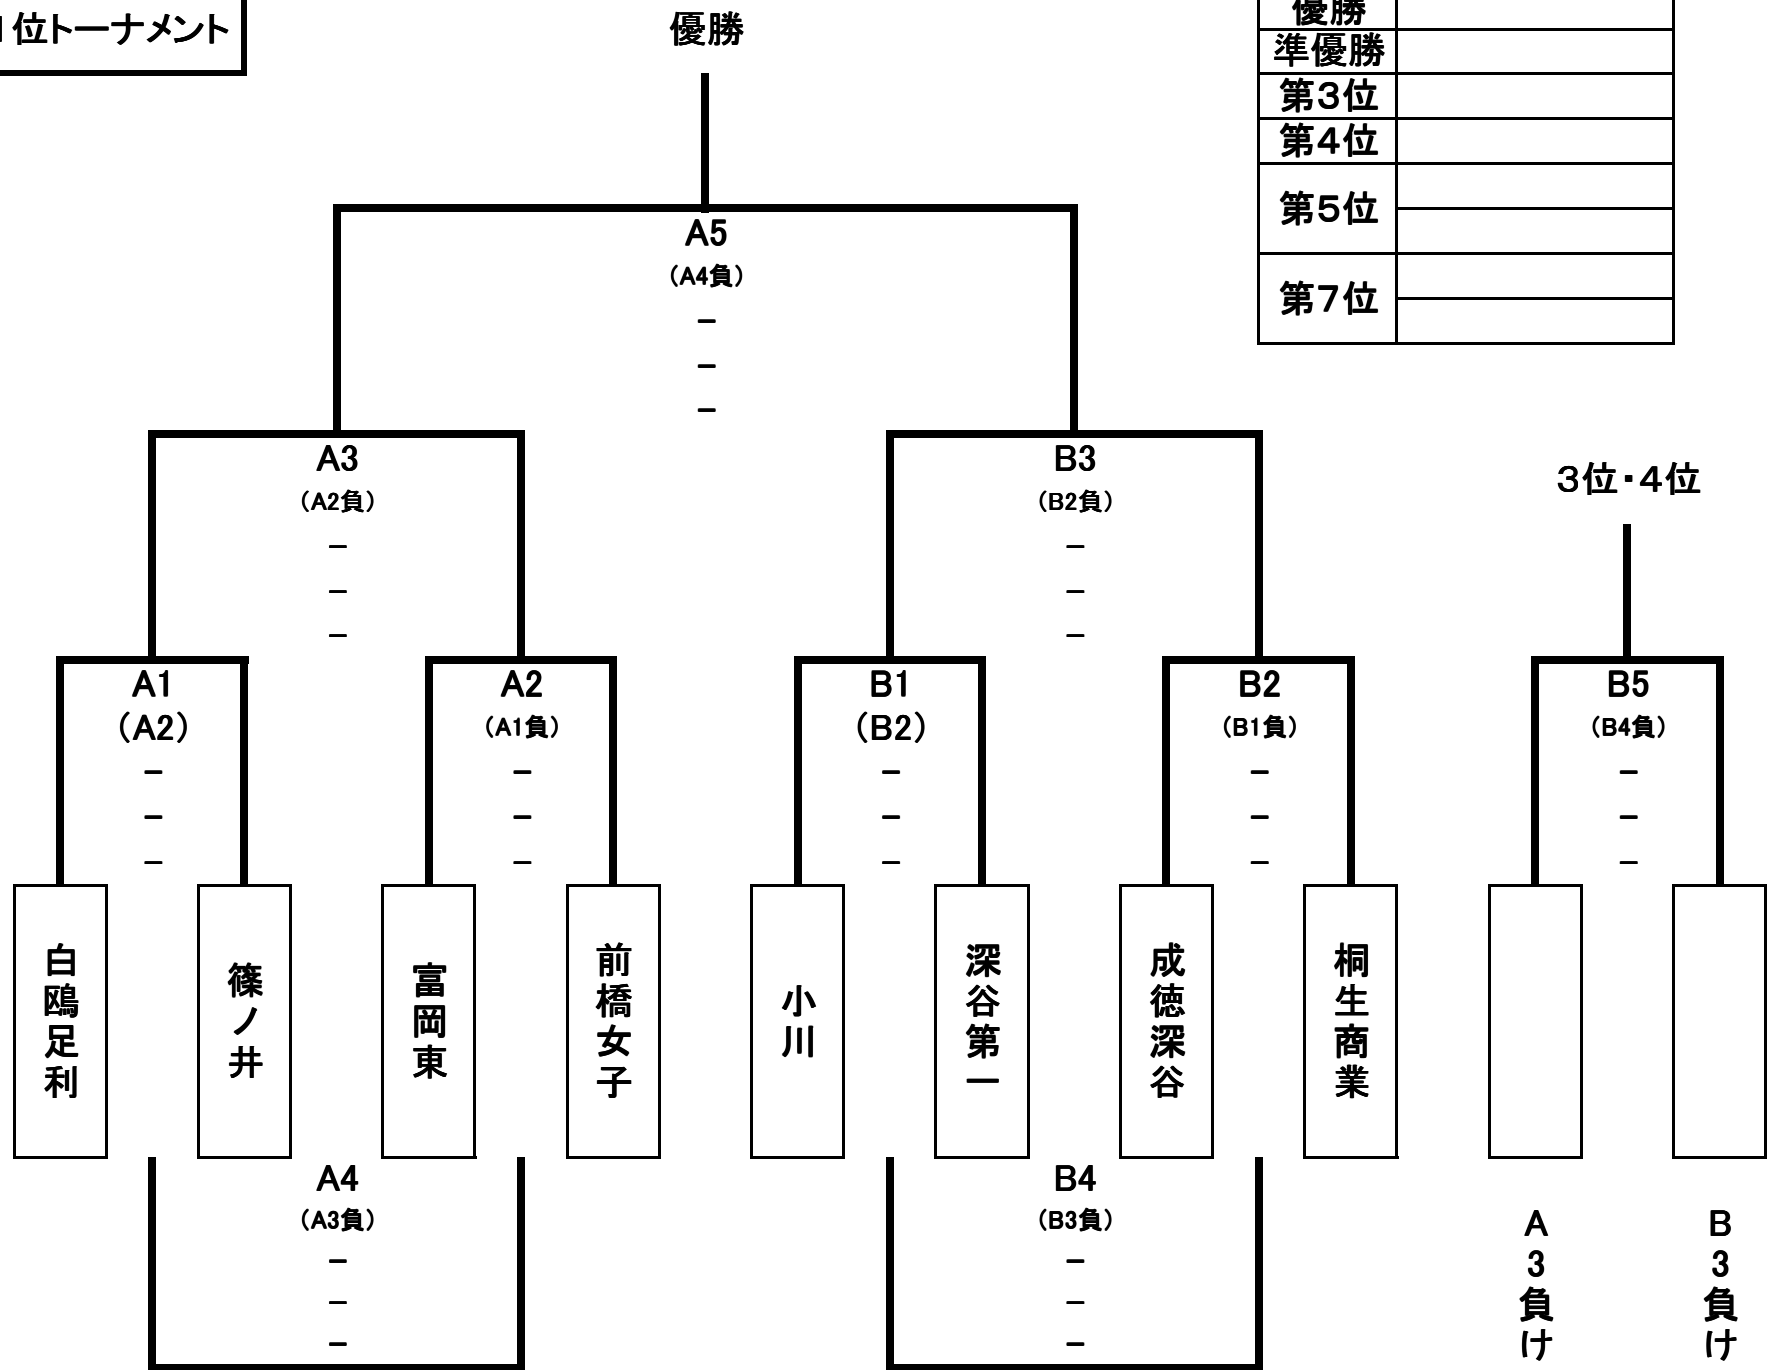 位トーナメント
優勝
優勝
準優勝
第3位
第4位
第5位
第7位
A5
(A4負)
-
-
-
A3
(A2負)
-
-
-
B3
(B2負)
-
-
-
3位・4位
A1
(A2)
-
-
-
A2
(A1負)
-
-
-
B1
(B2)
-
-
-
B2
(B1負)
-
-
-
B5
(B4負)
-
-
-
白鴎足利
篠ノ井
富岡東
前橋女子
小川
深谷第一
成徳深谷
桐生商業
A4
(A3負)
-
-
-
B4
(B3負)
-
-
-
A3負け
B3負け